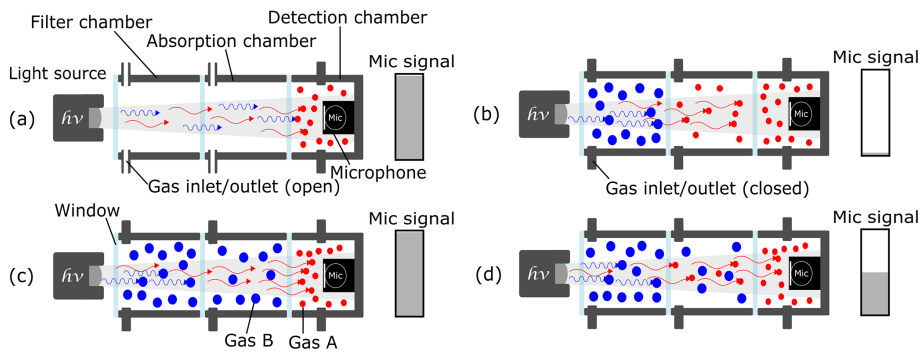 Filter chamber
Detection chamber
Absorption chamber
Light source
Mic signal
Mic signal
(a)
hν
Mic
(b)
hν
Mic
Gas inlet/outlet (open)
Microphone
Gas inlet/outlet (closed)
Window
Mic signal
Mic signal
(c)
hν
Mic
(d)
hν
Mic
Gas B
Gas A